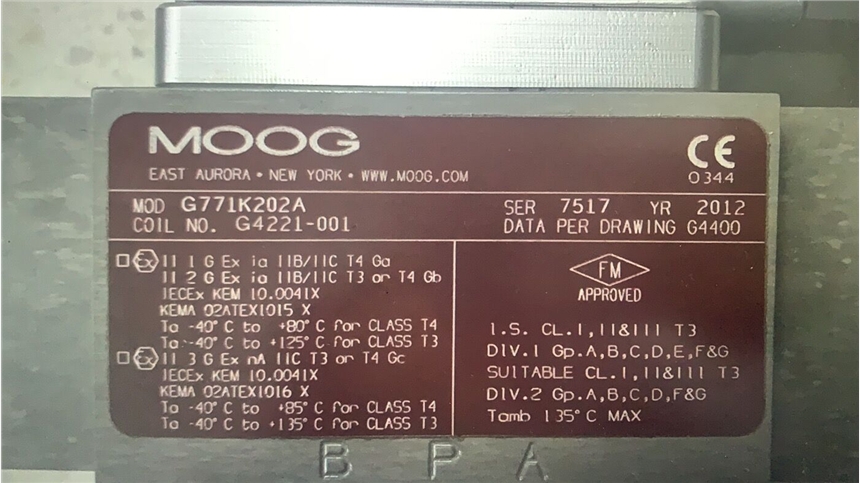 MOOG
CE
EAST AURORA • NEW YORK • WWW.MOOG.COM
0344
MOD G771K202A
SER 7517 YR 2012
COIL NO. G4221-001
DATA PER DRAWING G4400
Ex II 1 G Ex ia IIB/IIC T4 Ga
II 2 G Ex ia IIB/IIC T3 or T4 Gb
IECEx KEM 10.0041X
KEMA 02ATEX1015 X
Ta -40° C to +80° C for CLASS T4
Ta -40° C to +125° C for CLASS T3
Ex II 3 G Ex nA IIC T3 or T4 Gc
IECEx KEM 10.0041X
KEMA 02ATEX1016 X
Ta -40° C to +85° C for CLASS T4
Ta -40° C to +135° C for CLASS T3
FM
APPROVED
I.S. CL.I,II&III T3
DIV.1 Gp.A,B,C,D,E,F&G
SUITABLE CL.I,II&III T3
DIV.2 Gp.A,B,C,D,F&G
Tamb 135°C MAX
B P A